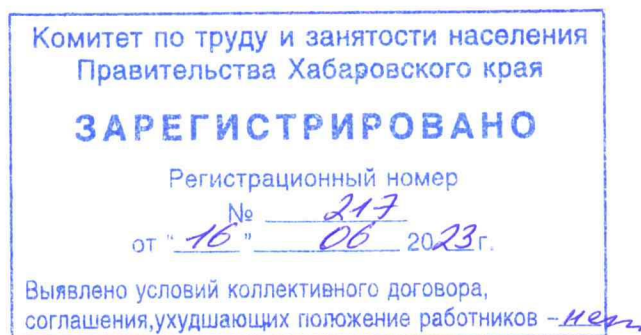 Комитет по труду и занятости населения
Правительства Хабаровского края
ЗАРЕГИСТРИРОВАНО
Регистрационный номер
№ 217
от "16" 06 2023г.
Выявлено условий коллективного договора,
соглашения,ухудшающих положение работников – нет.